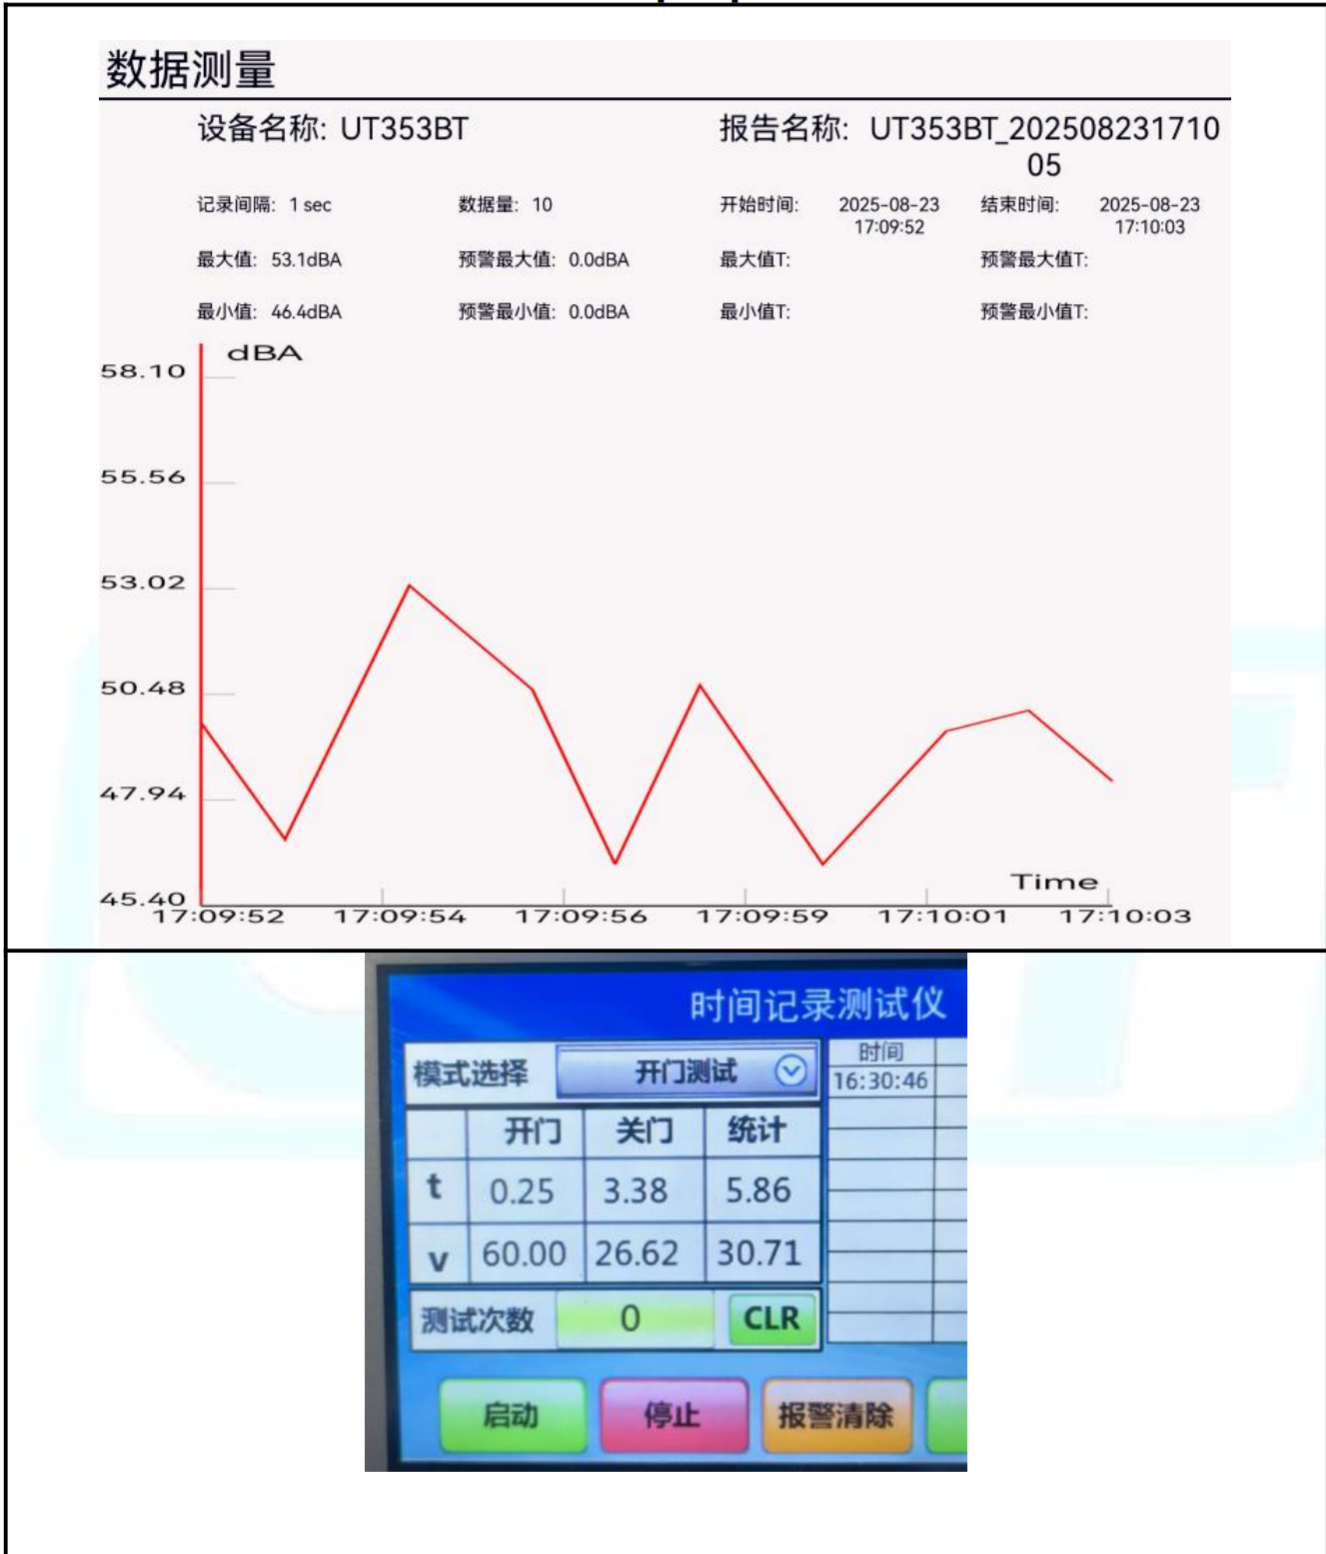 数据测量
设备名称: UT353BT 报告名称: UT353BT_202508231710
05
记录间隔: 1 sec 数据量: 10 开始时间: 2025-08-23 结束时间: 2025-08-23
17:09:52 17:10:03
最大值: 53.1dBA 预警最大值: 0.0dBA 最大值T: 预警最大值T:
最小值: 46.4dBA 预警最小值: 0.0dBA 最小值T: 预警最小值T:
dBA
58.10
55.56
53.02
50.48
47.94
45.40
Time
17:09:52 17:09:54 17:09:56 17:09:59 17:10:01 17:10:03
时间记录测试仪
模式选择 开门测试 时间
16:30:46
开门 关门 统计
t 0.25 3.38 5.86
v 60.00 26.62 30.71
测试次数 0 CLR
启动 停止 报警清除